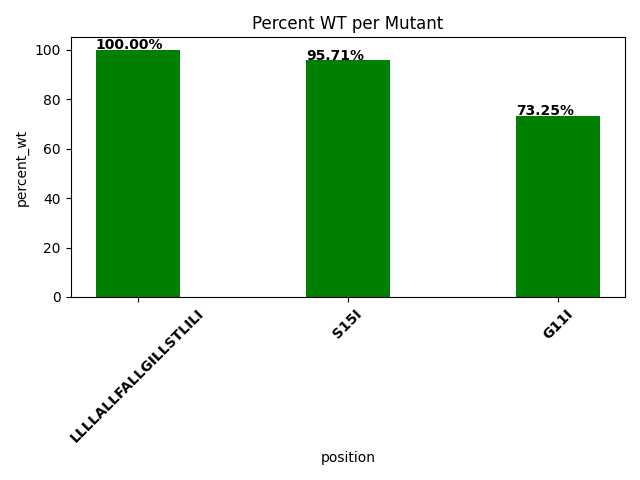 Percent WT per Mutant
100.00%
95.71%
73.25%
100
80
60
40
20
0
percent_wt
LLLLALLFALLGILLSTLILI
S15I
G11I
position